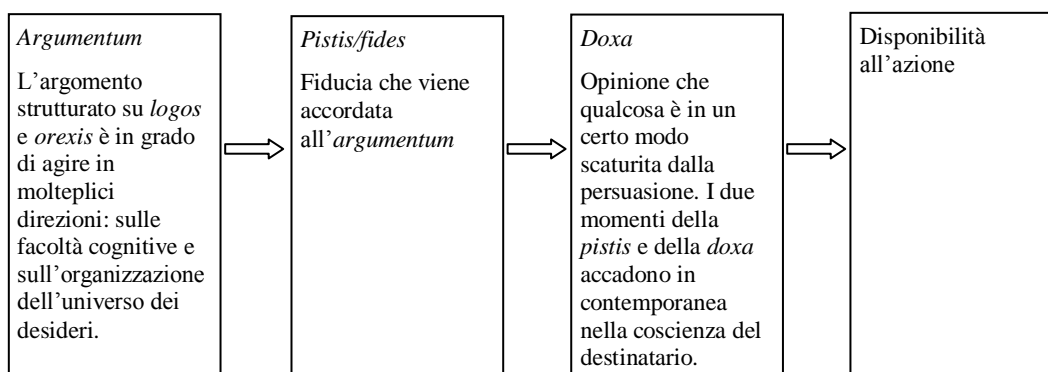 Argumentum
L’argomento
strutturato su logos
e orexis è in grado
di agire in
molteplici
direzioni: sulle
facoltà cognitive e
sull’organizzazione
dell’universo dei
desideri.
Pistis/fides
Fiducia che viene
accordata
all’argumentum
Doxa
Opinione che
qualcosa è in un
certo modo
scaturita dalla
persuasione. I due
momenti della
pistis e della doxa
accadono in
contemporanea
nella coscienza del
destinatario.
Disponibilità
all’azione